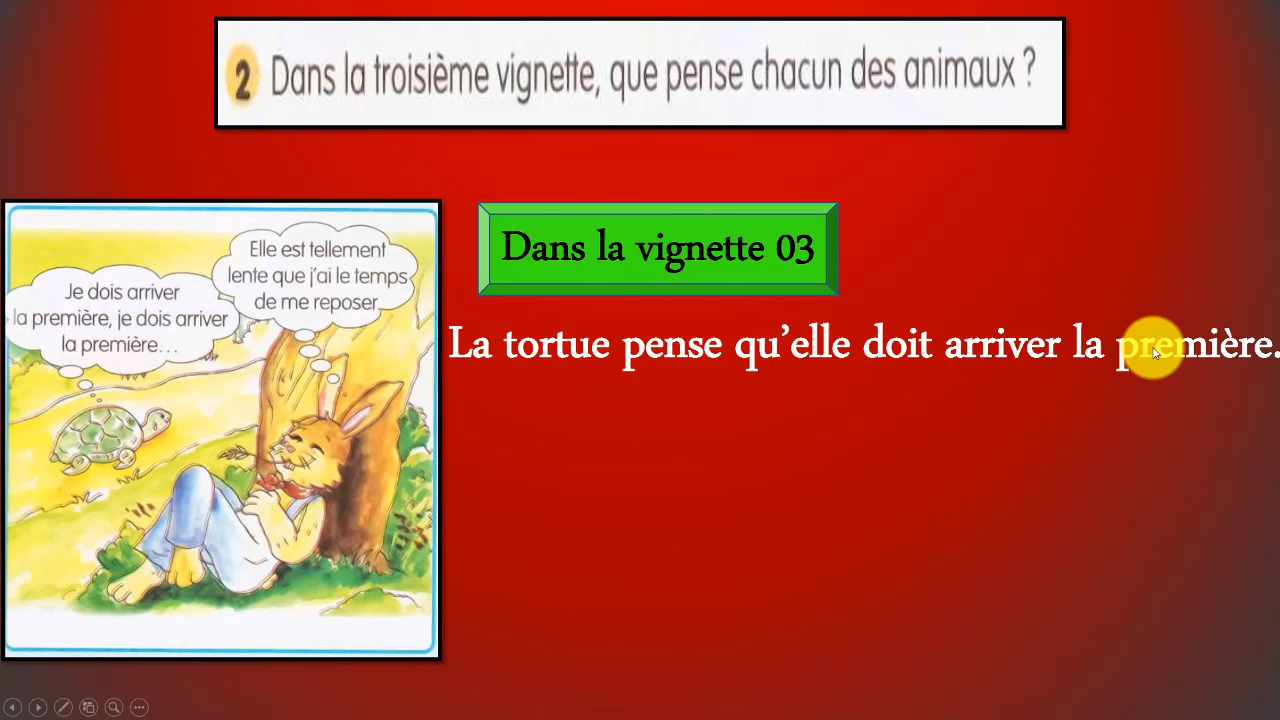 2 Dans la troisième vignette, que pense chacun des animaux ?
Elle est tellement
lente que j'ai le temps
de me reposer
Je dois arriver
la première, je dois arriver
la première...
Dans la vignette 03
La tortue pense qu'elle doit arriver la première.